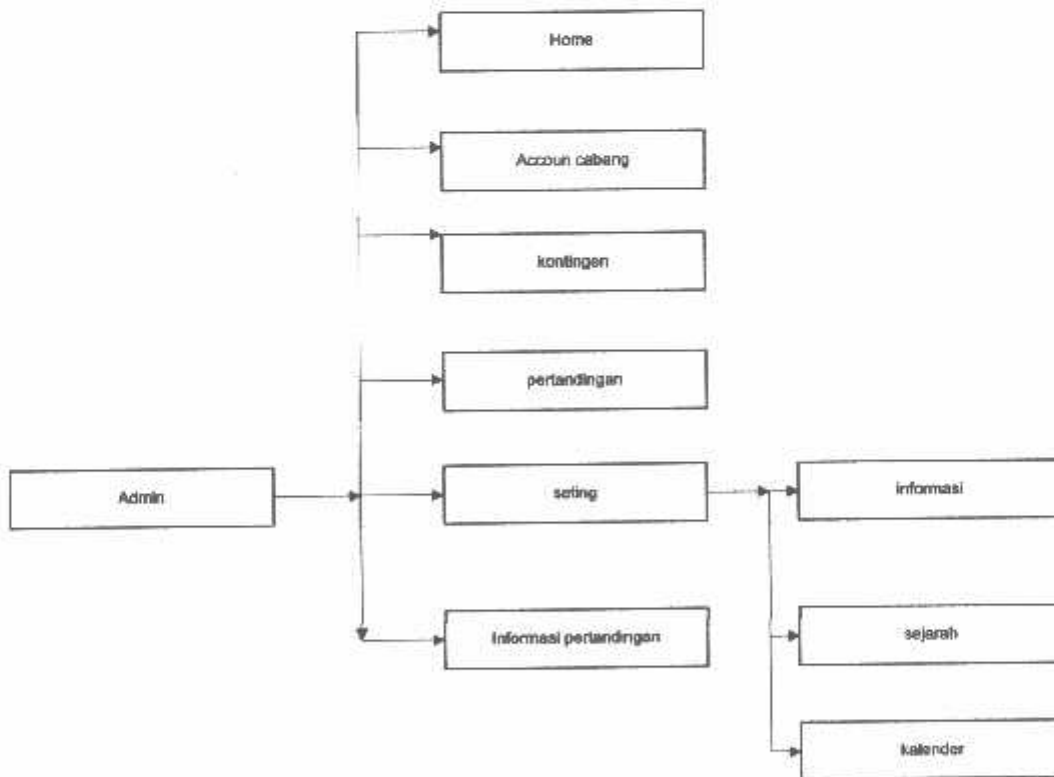 Home
Accoun cabang
kontingen
pertandingan
Admin
seting
informasi
Informasi pertandingan
sejarah
kalender